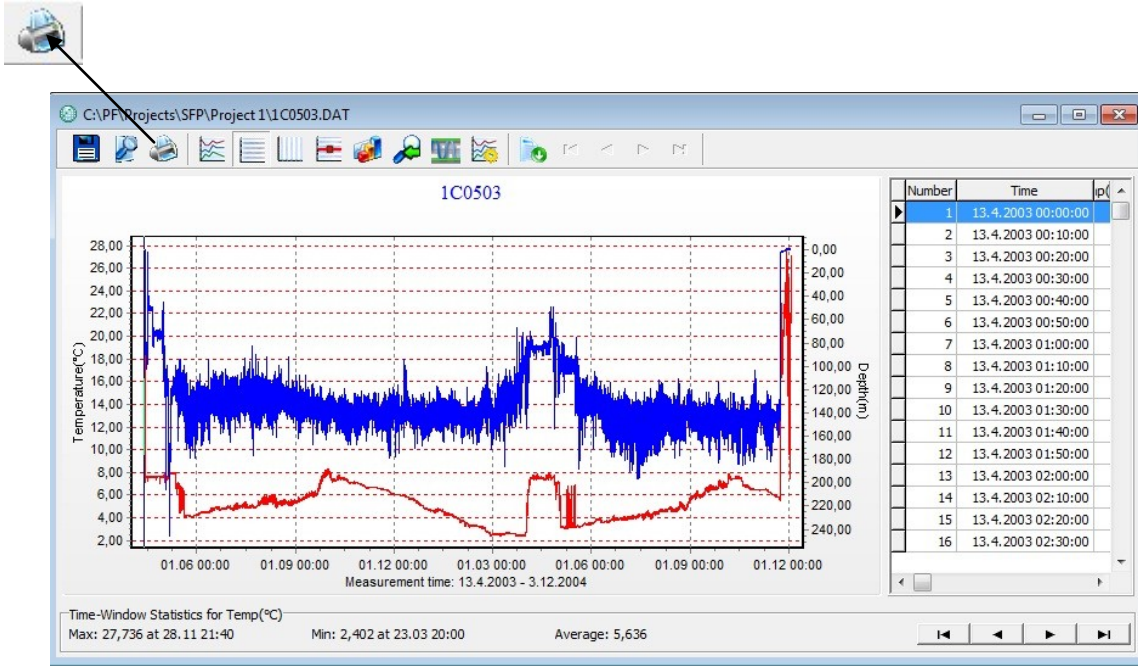 C:\PF\Projects\SFP\Project 1\1C0503.DAT
1C0503
28,00
26,00
24,00
22,00
20,00
18,00
16,00
14,00
12,00
10,00
8,00
6,00
4,00
2,00
Temperature(°C)
0,00
20,00
40,00
60,00
80,00
100,00
120,00
140,00
160,00
180,00
200,00
220,00
240,00
Depth(m)
01.06 00:00 01.09 00:00 01.12 00:00 01.03 00:00 01.06 00:00 01.09 00:00 01.12 00:00
Measurement time: 13.4.2003 - 3.12.2004
Number Time ıp(
1 13.4.2003 00:00:00
2 13.4.2003 00:10:00
3 13.4.2003 00:20:00
4 13.4.2003 00:30:00
5 13.4.2003 00:40:00
6 13.4.2003 00:50:00
7 13.4.2003 01:00:00
8 13.4.2003 01:10:00
9 13.4.2003 01:20:00
10 13.4.2003 01:30:00
11 13.4.2003 01:40:00
12 13.4.2003 01:50:00
13 13.4.2003 02:00:00
14 13.4.2003 02:10:00
15 13.4.2003 02:20:00
16 13.4.2003 02:30:00
Time-Window Statistics for Temp(°C)
Max: 27,736 at 28.11 21:40 Min: 2,402 at 23.03 20:00 Average: 5,636